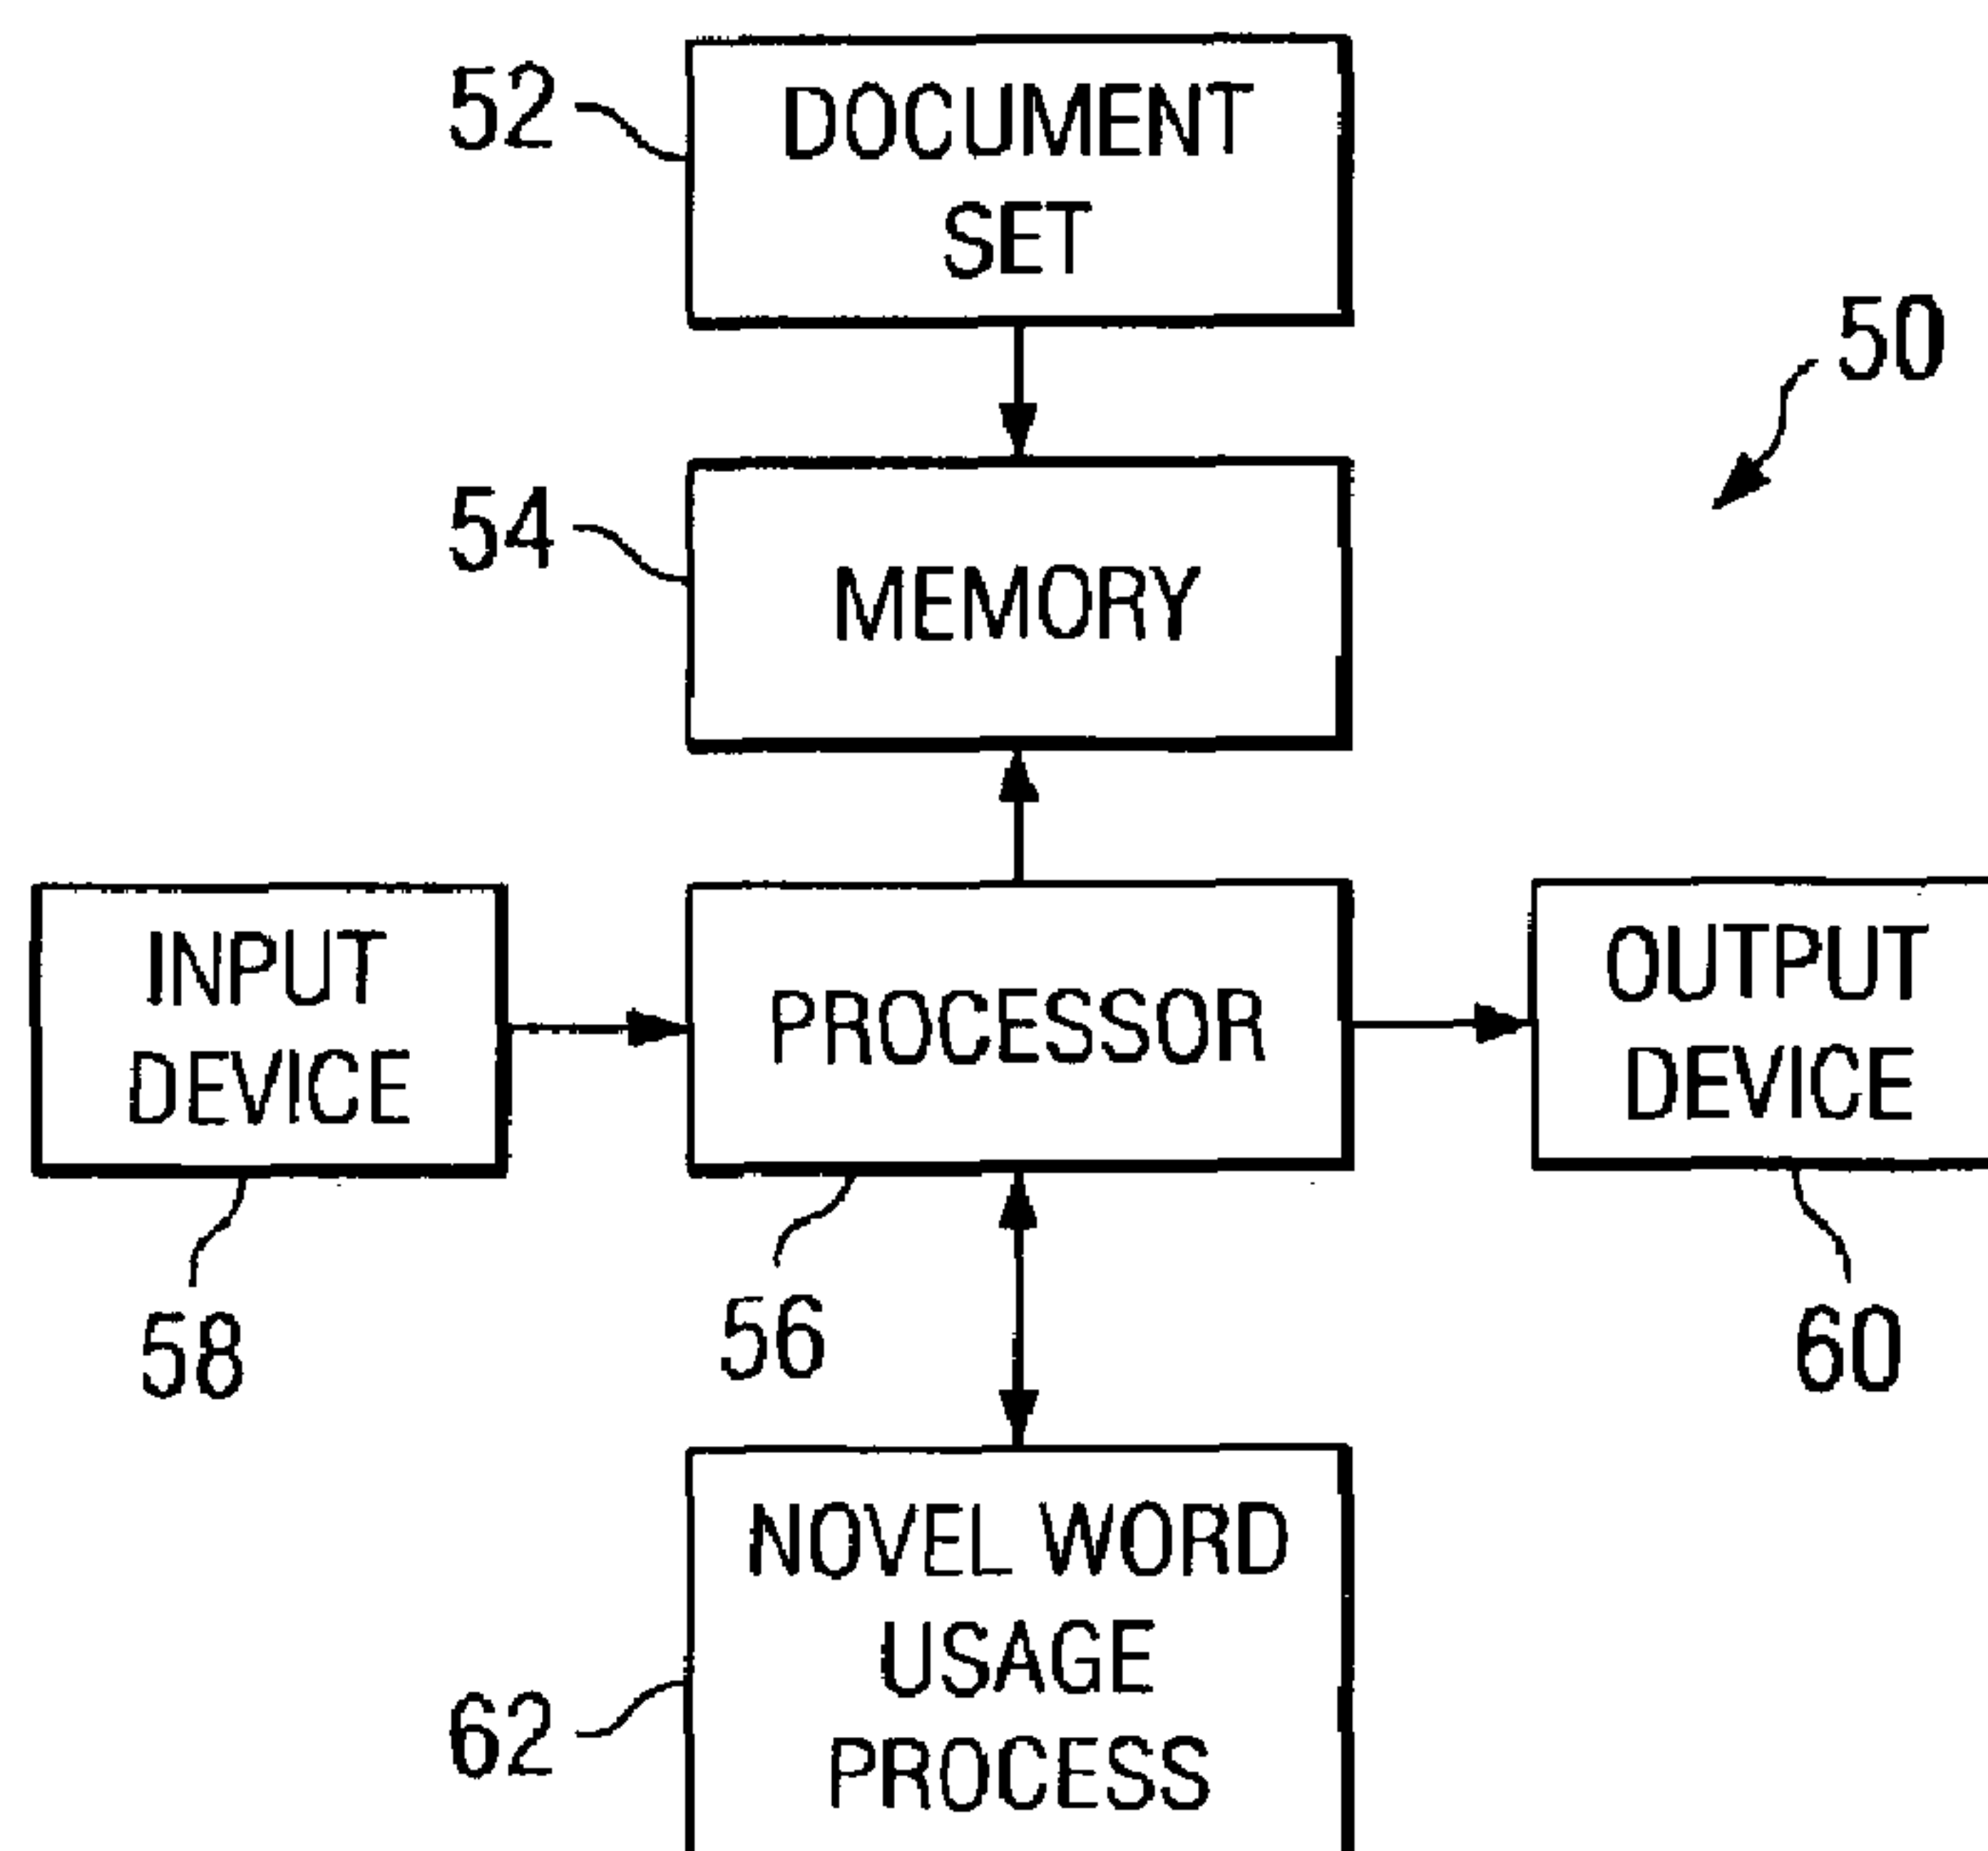 52
DOCUMENT
SET
50
54
MEMORY
INPUT
DEVICE
PROCESSOR
OUTPUT
DEVICE
58
56
60
NOVEL WORD
USAGE
PROCESS
62